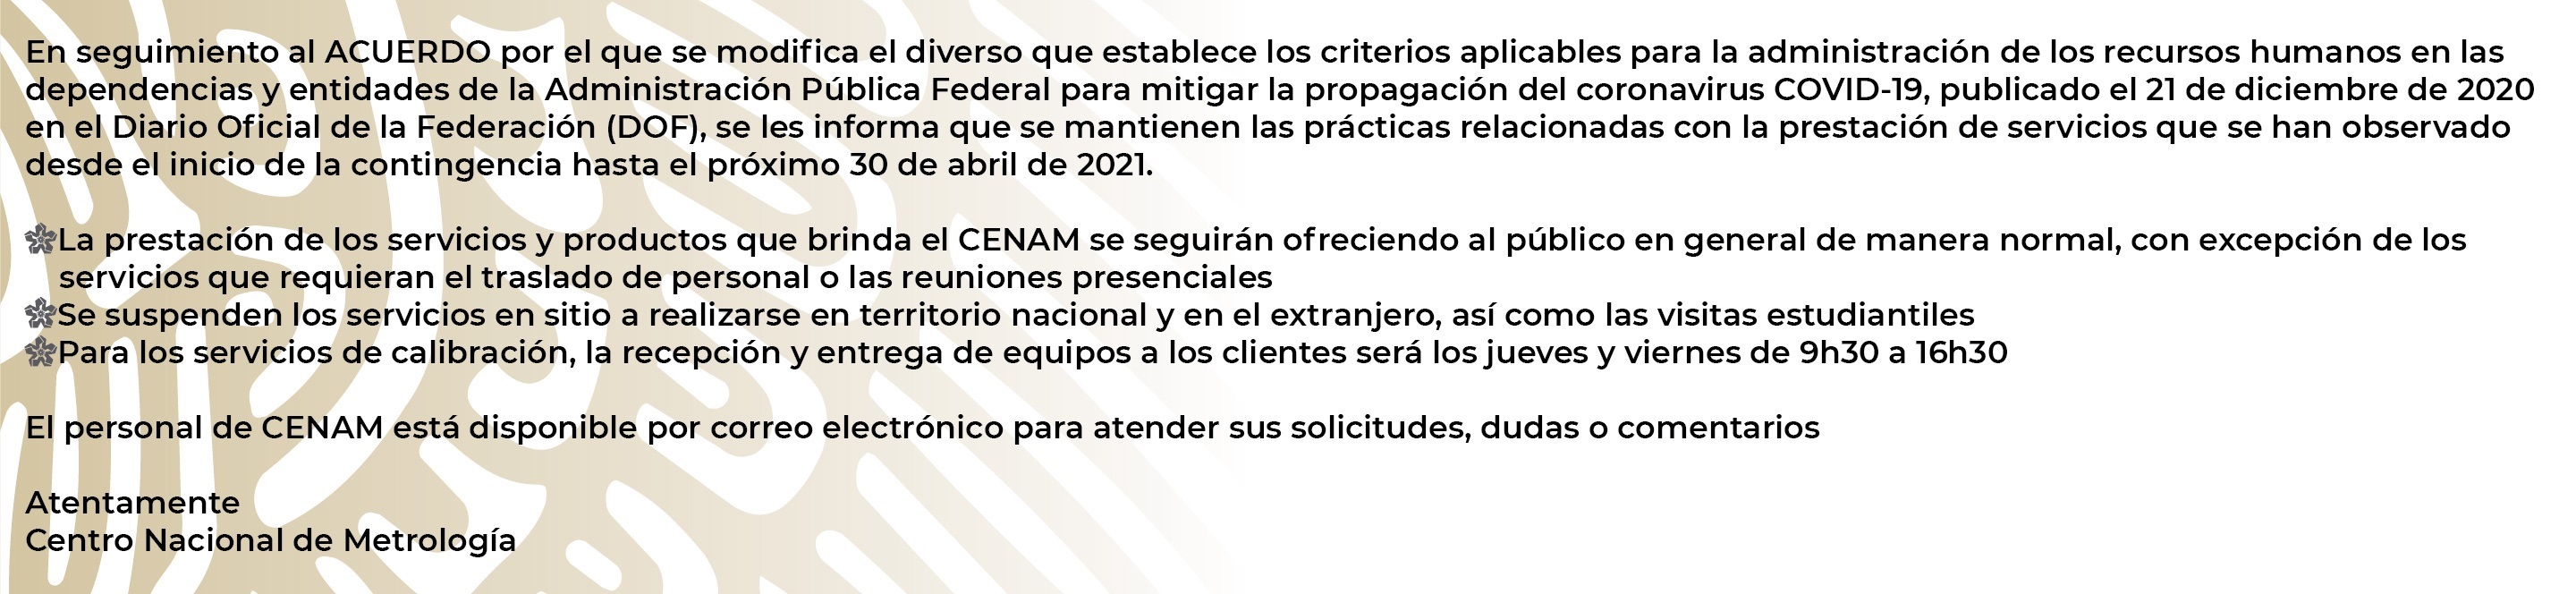 En seguimiento al ACUERDO por el que se modifica el diverso que establece los criterios aplicables para la administración de los recursos humanos en las
dependencias y entidades de la Administración Pública Federal para mitigar la propagación del coronavirus COVID-19, publicado el 21 de diciembre de 2020
en el Diario Oficial de la Federación (DOF), se les informa que se mantienen las prácticas relacionadas con la prestación de servicios que se han observado
desde el inicio de la contingencia hasta el próximo 30 de abril de 2021.
La prestación de los servicios y productos que brinda el CENAM se seguirán ofreciendo al público en general de manera normal, con excepción de los
servicios que requieran el traslado de personal o las reuniones presenciales
Se suspenden los servicios en sitio a realizarse en territorio nacional y en el extranjero, así como las visitas estudiantiles
Para los servicios de calibración, la recepción y entrega de equipos a los clientes será los jueves y viernes de 9h30 a 16h30
El personal de CENAM está disponible por correo electrónico para atender sus solicitudes, dudas o comentarios
Atentamente
Centro Nacional de Metrología